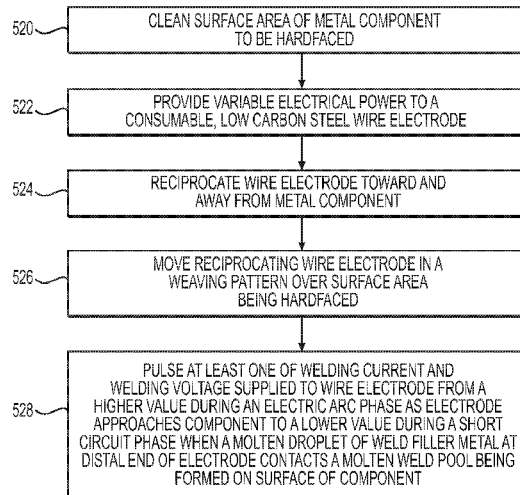 520
CLEAN SURFACE AREA OF METAL COMPONENT
TO BE HARDFACED
522
PROVIDE VARIABLE ELECTRICAL POWER TO A
CONSUMABLE, LOW CARBON STEEL WIRE ELECTRODE
524
RECIPROCATE WIRE ELECTRODE TOWARD AND
AWAY FROM METAL COMPONENT
526
MOVE RECIPROCATING WIRE ELECTRODE IN A
WEAVING PATTERN OVER SURFACE AREA
BEING HARDFACED
528
PULSE AT LEAST ONE OF WELDING CURRENT AND
WELDING VOLTAGE SUPPLIED TO WIRE ELECTRODE FROM A
HIGHER VALUE DURING AN ELECTRIC ARC PHASE AS ELECTRODE
APPROACHES COMPONENT TO A LOWER VALUE DURING A SHORT
CIRCUIT PHASE WHEN A MOLTEN DROPLET OF WELD FILLER METAL AT
DISTAL END OF ELECTRODE CONTACTS A MOLTEN WELD POOL BEING
FORMED ON SURFACE OF COMPONENT